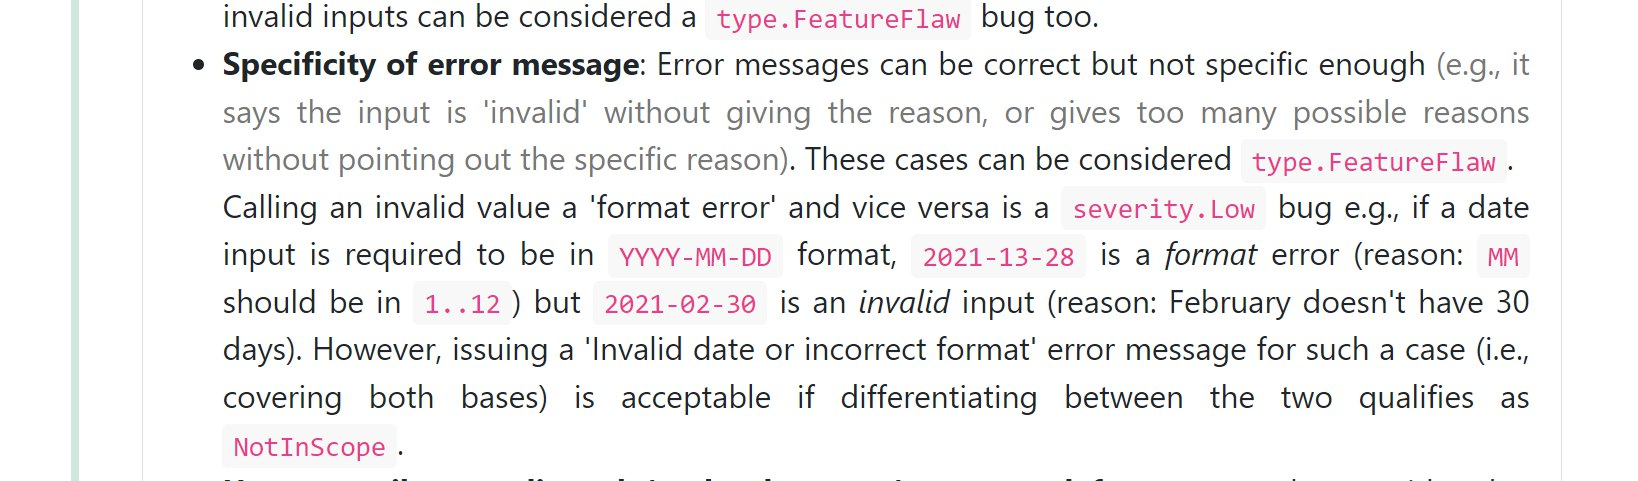 invalid inputs can be considered a type.FeatureFlaw bug too.
• Specificity of error message: Error messages can be correct but not specific enough (e.g., it
says the input is 'invalid' without giving the reason, or gives too many possible reasons
without pointing out the specific reason). These cases can be considered type.FeatureFlaw.
Calling an invalid value a 'format error' and vice versa is a severity.Low bug e.g., if a date
input is required to be in YYYY-MM-DD format, 2021-13-28 is a format error (reason: MM
should be in 1..12) but 2021-02-30 is an invalid input (reason: February doesn't have 30
days). However, issuing a 'Invalid date or incorrect format' error message for such a case (i.e.,
covering both bases) is acceptable if differentiating between the two qualifies as
NotInScope.